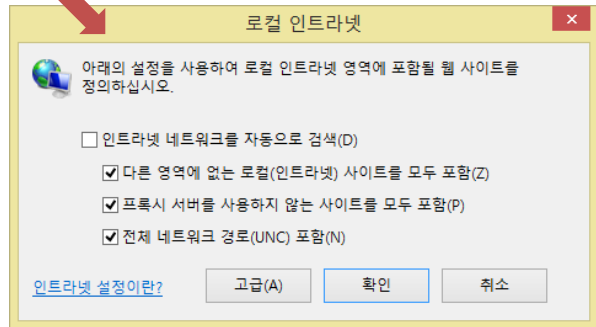 로컬 인트라넷
아래의 설정을 사용하여 로컬 인트라넷 영역에 포함될 웹 사이트를
정의하십시오.
인트라넷 네트워크를 자동으로 검색(D)
다른 영역에 없는 로컬(인트라넷) 사이트를 모두 포함(Z)
프록시 서버를 사용하지 않는 사이트를 모두 포함(P)
전체 네트워크 경로(UNC) 포함(N)
인트라넷 설정이란? 고급(A) 확인 취소